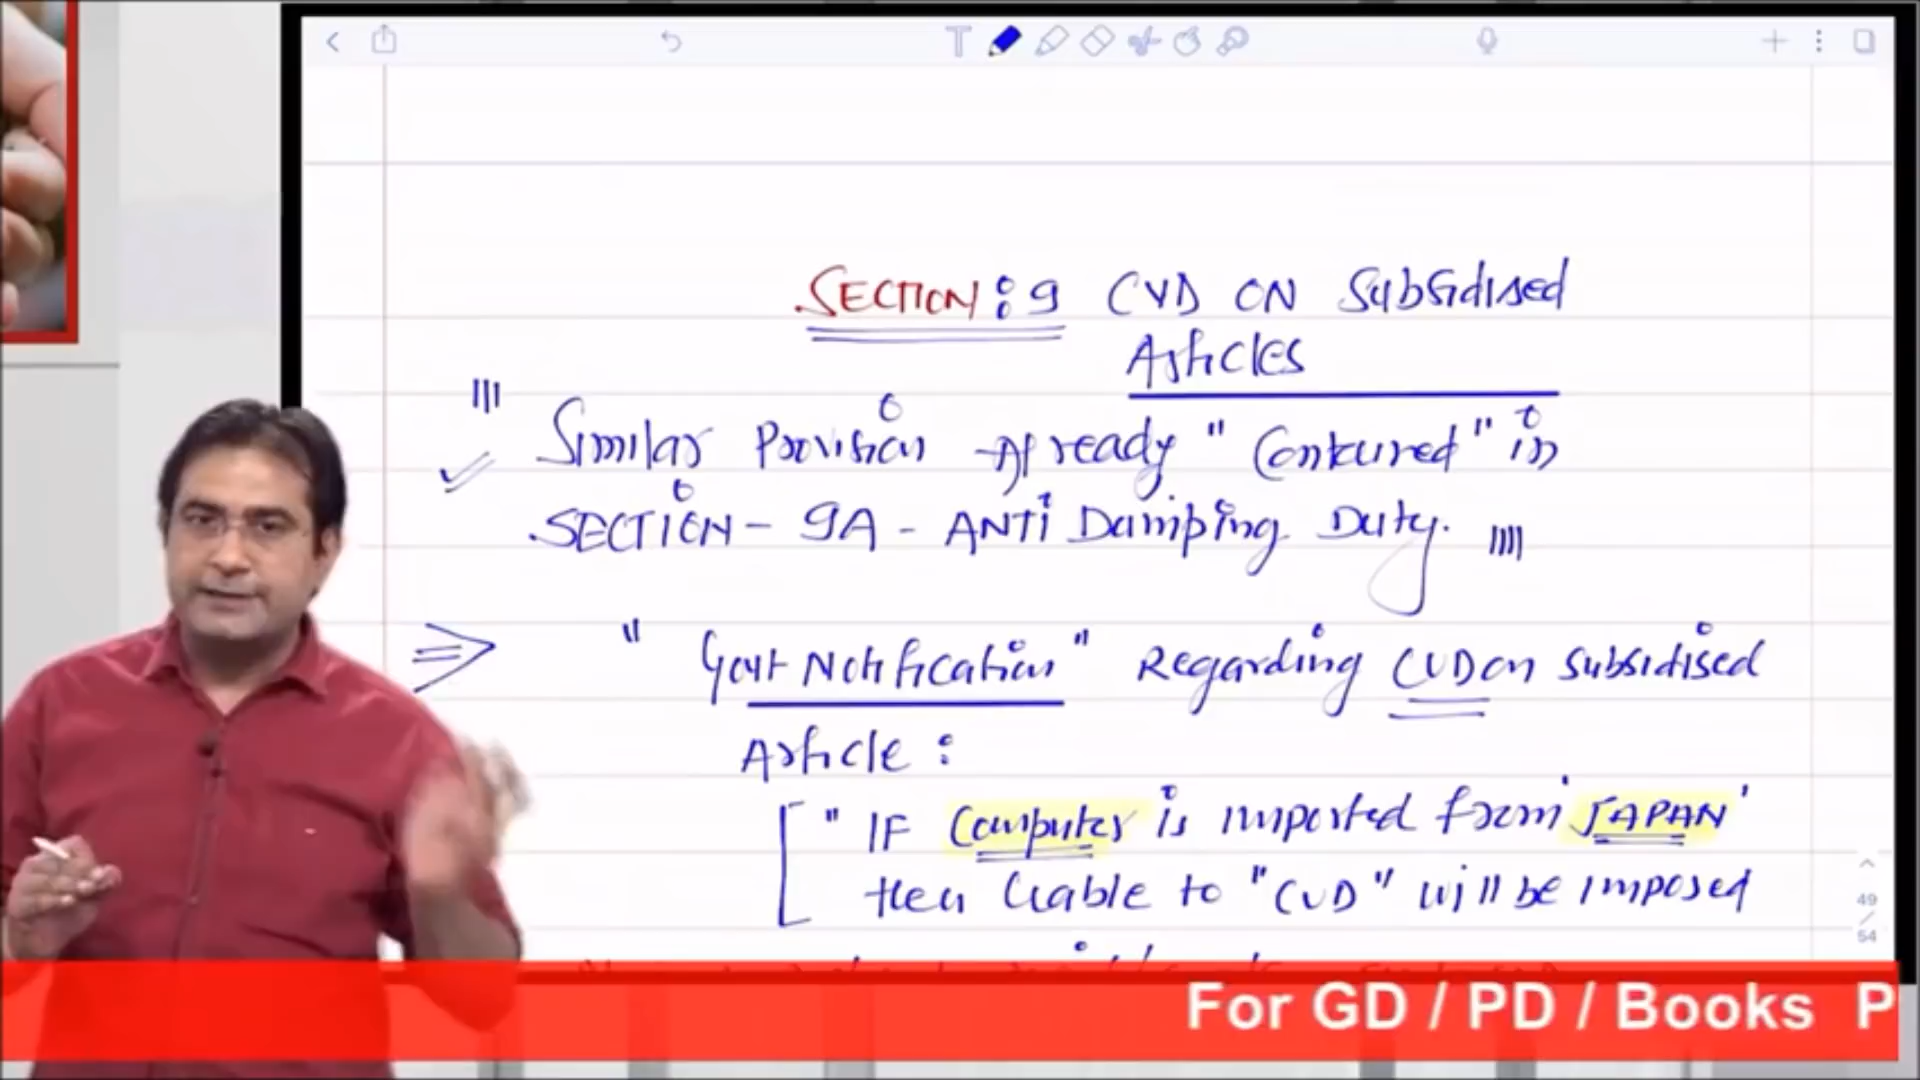 SECTION : 9 CVD ON Subsidised
Articles
Similar Provision Already " Contured " in
SECTION - 9A - ANTI Dumping Duty.
" Govt Notification " Regarding CVD on subsidised
Article :
" IF Computer is imported from ' JAPAN '
then liable to " CVD " will be imposed
49
/
54
For GD / PD / Books P